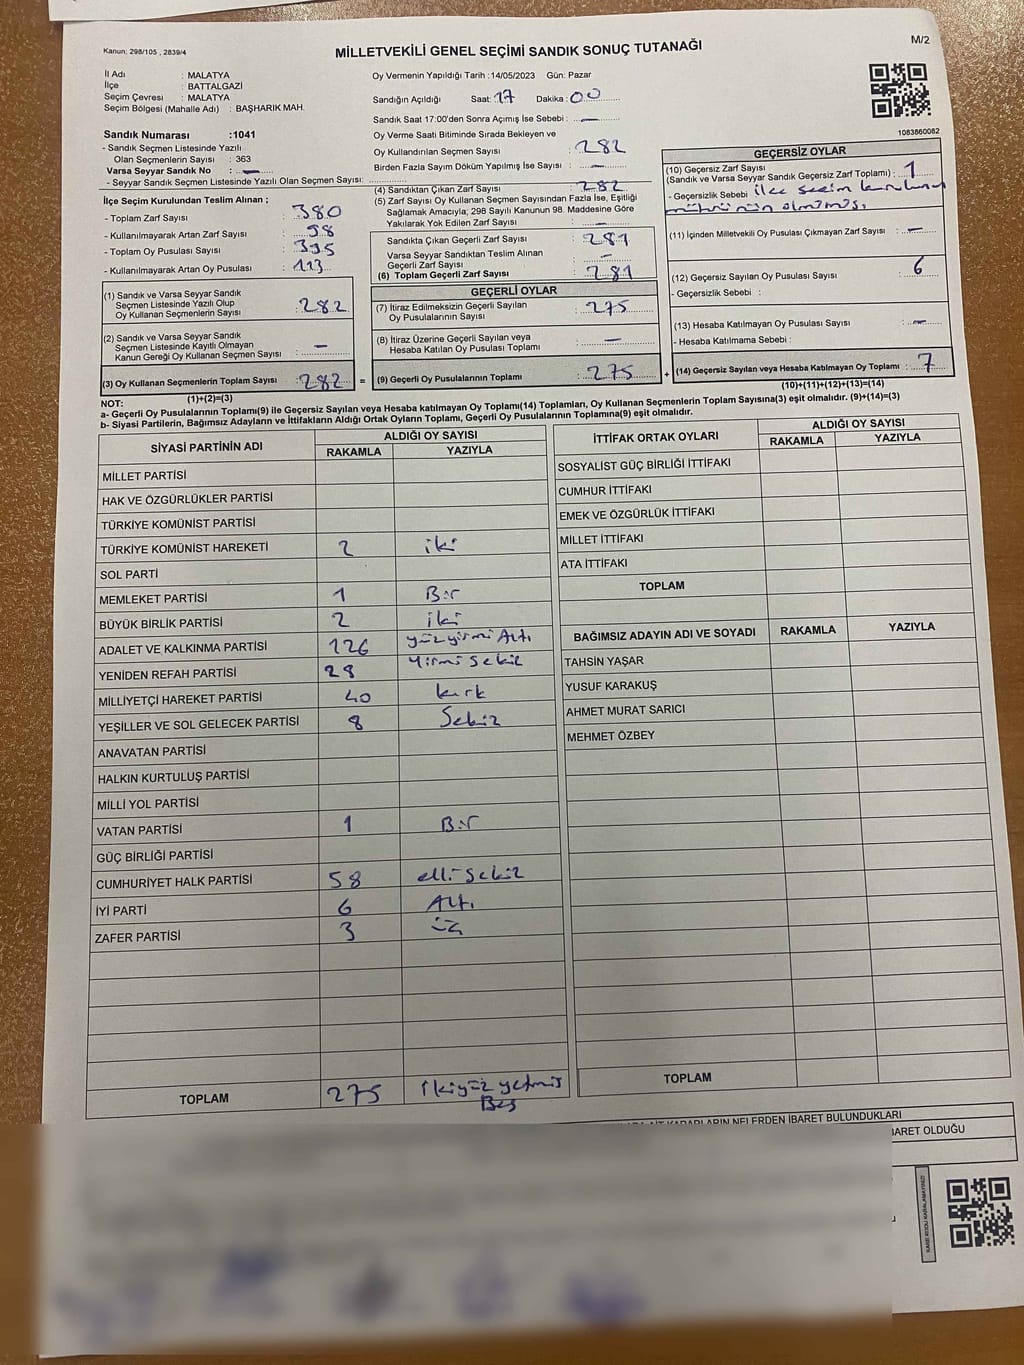 Kanun; 298/105 , 2839/4
MİLLETVEKİLİ GENEL SEÇİMİ SANDIK SONUÇ TUTANAĞI
M/2
İl Adı : MALATYA
İlçe : BATTALGAZİ
Seçim Çevresi : MALATYA
Seçim Bölgesi (Mahalle Adı) : BAŞHARIK MAH.
Sandık Numarası :1041
- Sandık Seçmen Listesinde Yazılı
Olan Seçmenlerin Sayısı : 363
Varsa Seyyar Sandık No : —
- Seyyar Sandık Seçmen Listesinde Yazılı Olan Seçmen Sayısı:
Oy Vermenin Yapıldığı Tarih :14/05/2023 Gün: Pazar
Sandığın Açıldığı Saat: 17 Dakika : 00
Sandık Saat 17:00'den Sonra Açımış İse Sebebi : —
Oy Verme Saati Bitiminde Sırada Bekleyen ve
Oy Kullandırılan Seçmen Sayısı : 282
Birden Fazla Sayım Döküm Yapılmış İse Sayısı : —
1083860082
İlçe Seçim Kurulundan Teslim Alınan ;
- Toplam Zarf Sayısı : 380
- Kullanılmayarak Artan Zarf Sayısı : 98
- Toplam Oy Pusulası Sayısı : 395
- Kullanılmayarak Artan Oy Pusulası : 113
(4) Sandıktan Çıkan Zarf Sayısı : 282
(5) Zarf Sayısı Oy Kullanan Seçmen Sayısından Fazla İse, Eşitliği
Sağlamak Amacıyla; 298 Sayılı Kanunun 98. Maddesine Göre
Yakılarak Yok Edilen Zarf Sayısı : —
Sandıkta Çıkan Geçerli Zarf Sayısı : 281
Varsa Seyyar Sandıktan Teslim Alınan
Geçerli Zarf Sayısı : —
(6) Toplam Geçerli Zarf Sayısı : 281
GEÇERSİZ OYLAR
(10) Geçersiz Zarf Sayısı
(Sandık ve Varsa Seyyar Sandık Geçersiz Zarf Toplamı) : 1
- Geçersizlik Sebebi : ilçe seçim kurulunun
mührünün olmaması
(11) İçinden Milletvekili Oy Pusulası Çıkmayan Zarf Sayısı : —
(12) Geçersiz Sayılan Oy Pusulası Sayısı : 6
- Geçersizlik Sebebi :
(13) Hesaba Katılmayan Oy Pusulası Sayısı : —
- Hesaba Katılmama Sebebi :
(14) Geçersiz Sayılan veya Hesaba Katılmayan Oy Toplamı : 7
(10)+(11)+(12)+(13)=(14)
(1) Sandık ve Varsa Seyyar Sandık
Seçmen Listesinde Yazılı Olup
Oy Kullanan Seçmenlerin Sayısı : 282
(2) Sandık ve Varsa Seyyar Sandık
Seçmen Listesinde Kayıtlı Olmayan
Kanun Gereği Oy Kullanan Seçmen Sayısı : —
(3) Oy Kullanan Seçmenlerin Toplam Sayısı : 282 =
(1)+(2)=(3)
GEÇERLİ OYLAR
(7) İtiraz Edilmeksizin Geçerli Sayılan
Oy Pusulalarının Sayısı : 275
(8) İtiraz Üzerine Geçerli Sayılan veya
Hesaba Katılan Oy Pusulası Toplamı : —
(9) Geçerli Oy Pusulalarının Toplamı : 275 +
NOT:
a- Geçerli Oy Pusulalarının Toplamı(9) ile Geçersiz Sayılan veya Hesaba katılmayan Oy Toplamı(14) Toplamları, Oy Kullanan Seçmenlerin Toplam Sayısına(3) eşit olmalıdır. (9)+(14)=(3)
b- Siyasi Partilerin, Bağımsız Adayların ve İttifakların Aldığı Ortak Oyların Toplamı, Geçerli Oy Pusulalarının Toplamına(9) eşit olmalıdır.
SİYASİ PARTİNİN ADI ALDIĞI OY SAYISI
RAKAMLA YAZIYLA
MİLLET PARTİSİ
HAK VE ÖZGÜRLÜKLER PARTİSİ
TÜRKİYE KOMÜNİST PARTİSİ
TÜRKİYE KOMÜNİST HAREKETİ 2 iki
SOL PARTİ
MEMLEKET PARTİSİ 1 Bir
BÜYÜK BİRLİK PARTİSİ 2 iki
ADALET VE KALKINMA PARTİSİ 126 yüzyirmi Altı
YENİDEN REFAH PARTİSİ 28 Yirmi sekiz
MİLLİYETÇİ HAREKET PARTİSİ 40 kırk
YEŞİLLER VE SOL GELECEK PARTİSİ 8 Sekiz
ANAVATAN PARTİSİ
HALKIN KURTULUŞ PARTİSİ
MİLLİ YOL PARTİSİ
VATAN PARTİSİ 1 Bir
GÜÇ BİRLİĞİ PARTİSİ
CUMHURİYET HALK PARTİSİ 58 elli sekiz
İYİ PARTİ 6 Altı
ZAFER PARTİSİ 3 üç
TOPLAM 275 ikiyüz yetmiş
Beş
İTTİFAK ORTAK OYLARI ALDIĞI OY SAYISI
RAKAMLA YAZIYLA
SOSYALİST GÜÇ BİRLİĞİ İTTİFAKI
CUMHUR İTTİFAKI
EMEK VE ÖZGÜRLÜK İTTİFAKI
MİLLET İTTİFAKI
ATA İTTİFAKI
TOPLAM
BAĞIMSIZ ADAYIN ADI VE SOYADI RAKAMLA YAZIYLA
TAHSİN YAŞAR
YUSUF KARAKUŞ
AHMET MURAT SARICI
MEHMET ÖZBEY
TOPLAM
NELERDEN İBARET BULUNDUKLARI
İBARET OLDUĞU